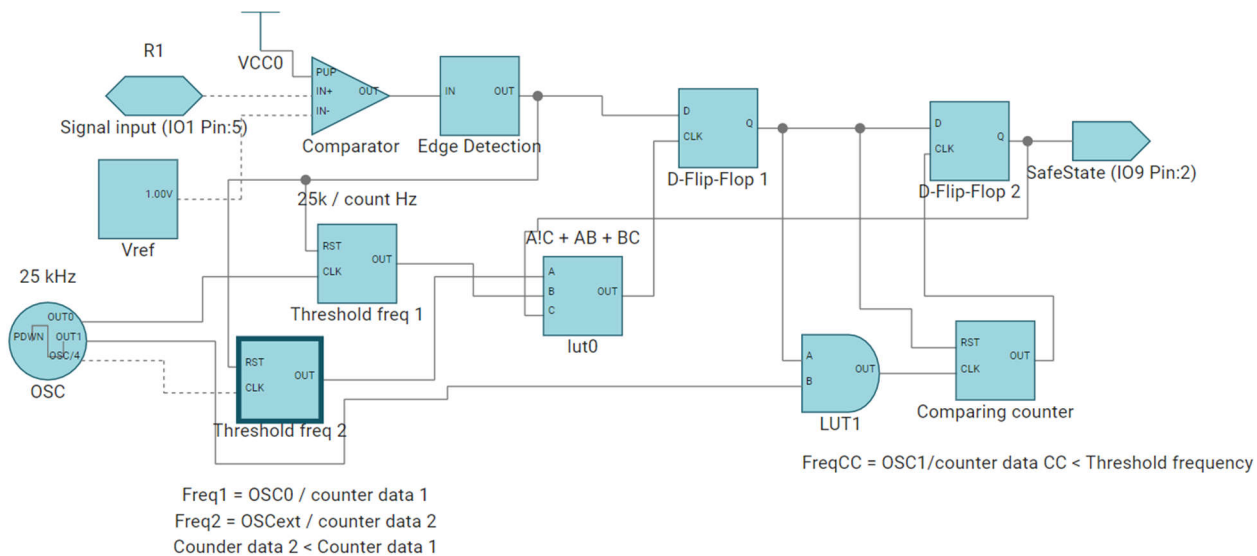 R1
VCC0
PUP
IN+
IN-
OUT
Signal input (IO1 Pin:5)
Comparator
IN
OUT
Edge Detection
D
CLK
Q
D-Flip-Flop 1
D
CLK
Q
D-Flip-Flop 2
SafeState (IO9 Pin:2)
1.00V
Vref
25k / count Hz
RST
CLK
OUT
Threshold freq 1
A!C + AB + BC
A
B
C
OUT
lut0
25 kHz
OUT0
PDWN
OUT1
OSC/4
OSC
RST
CLK
OUT
Threshold freq 2
A
B
OUT
LUT1
RST
CLK
OUT
Comparing counter
FreqCC = OSC1/counter data CC < Threshold frequency
Freq1 = OSC0 / counter data 1
Freq2 = OSCext / counter data 2
Counder data 2 < Counter data 1